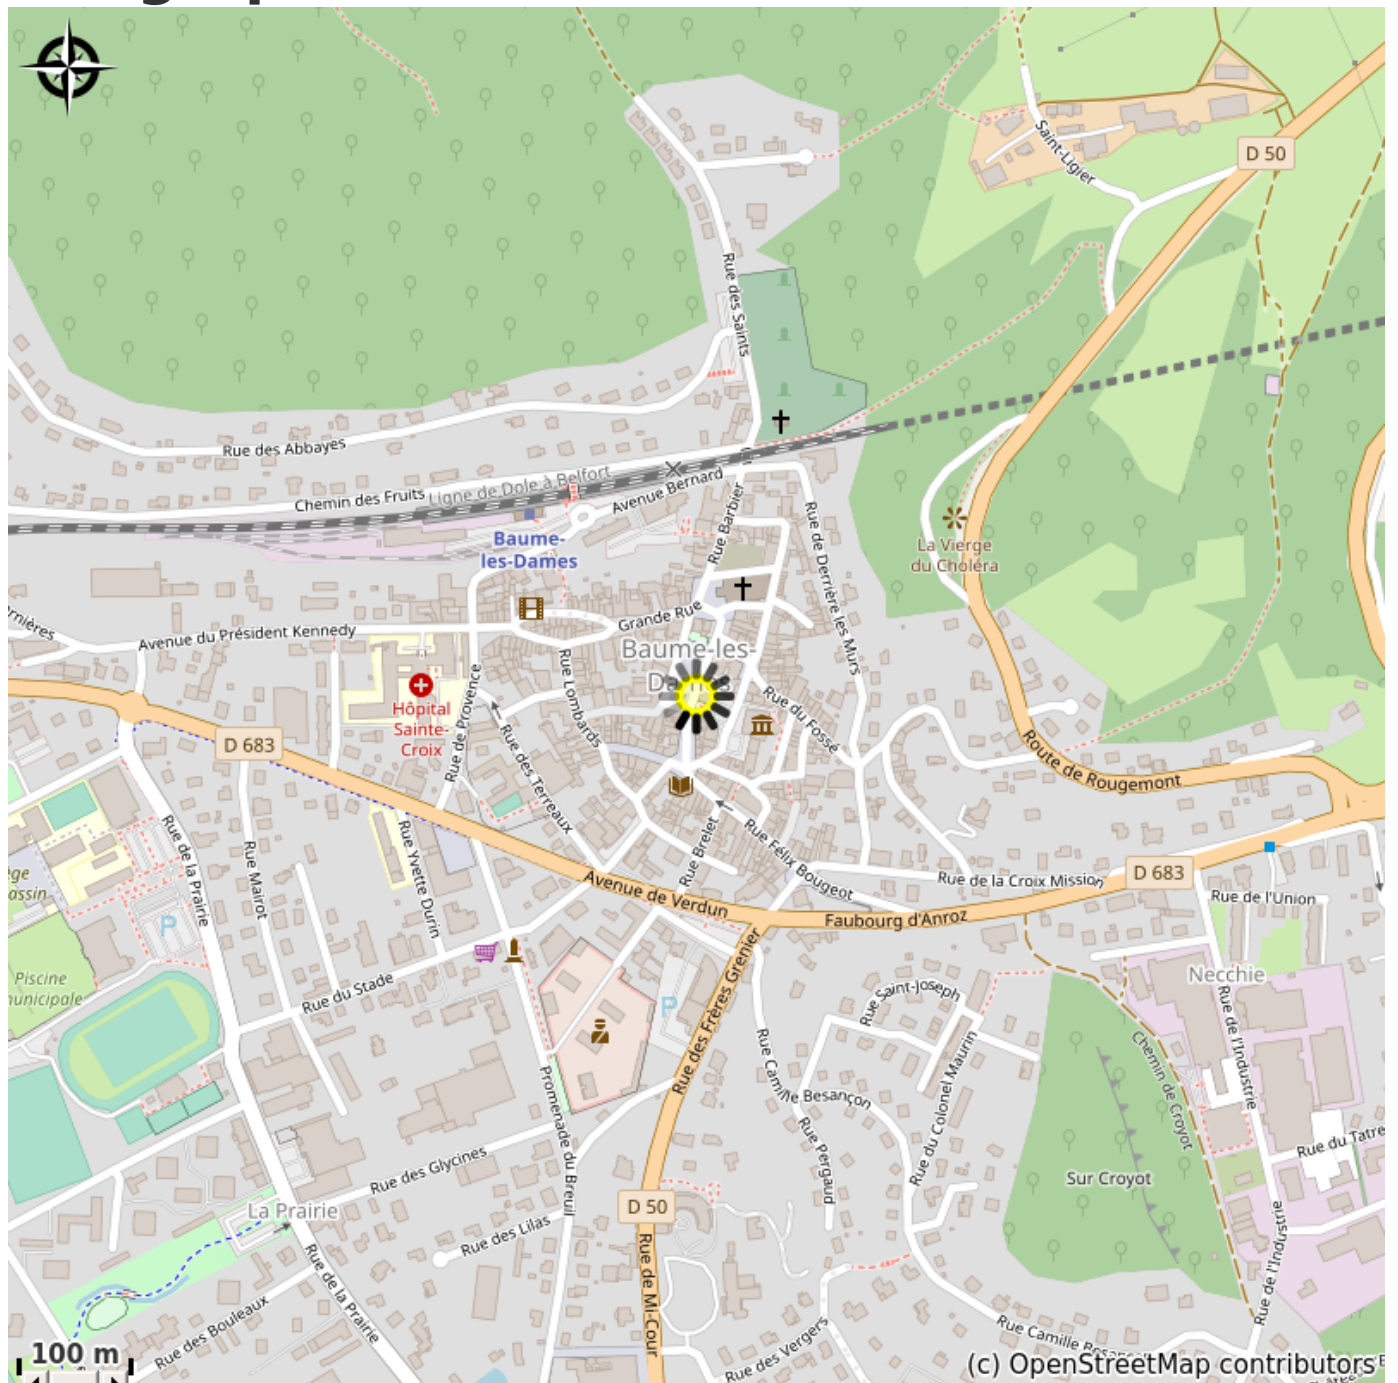 Saint-Ligier
D 50
Rue des Saints
Rue des Abbayes
Chemin des Fruits
Ligne de Dole à Belfort
Avenue Bernard
Rue Barbier
Rue de Derrière les Murs
Baume-
les-Dames
La Vierge
du Choléra
Grande Rue
Avenue du Président Kennedy
Baume-les-
Rue Lombards
Rue de Provence
Hôpital
Sainte-
Croix
Rue du Fossé
D 683
Rue des Terreaux
Route de Rougemont
Rue de la Prairie
Rue Mairot
Rue Yvette Durin
Rue Brelet
Rue Félix Bougeot
Avenue de Verdun
Rue de la Croix Mission
D 683
Faubourg d'Anroz
Rue de l'Union
P
Piscine
Rue du Stade
Necchie
Rue Saint-joseph
P
Rue des Frères Grenier
Rue de l'Industrie
Rue Camille Besançon
Rue du Colonel Maurin
Chemin de Croyot
Promenade du Breuil
Rue Pergaud
Rue du Tatre
Rue des Glycines
Sur Croyot
La Prairie
D 50
Rue des Lilas
Rue de la Prairie
Rue de Mi-Cour
Rue de l'Industrie
Rue des Bouleaux
Rue des Vergers
Rue Camille
100 m
(c) OpenStreetMap contributors